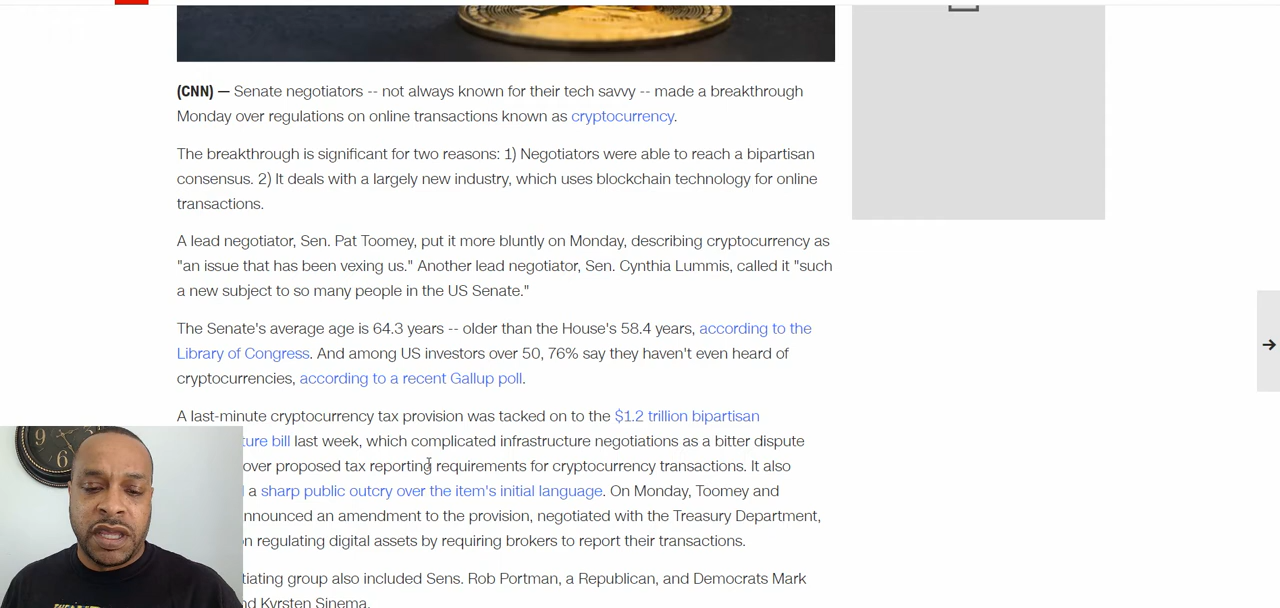 (CNN) — Senate negotiators -- not always known for their tech savvy -- made a breakthrough
Monday over regulations on online transactions known as cryptocurrency.
The breakthrough is significant for two reasons: 1) Negotiators were able to reach a bipartisan
consensus. 2) It deals with a largely new industry, which uses blockchain technology for online
transactions.
A lead negotiator, Sen. Pat Toomey, put it more bluntly on Monday, describing cryptocurrency as
"an issue that has been vexing us." Another lead negotiator, Sen. Cynthia Lummis, called it "such
a new subject to so many people in the US Senate."
The Senate's average age is 64.3 years -- older than the House's 58.4 years, according to the
Library of Congress. And among US investors over 50, 76% say they haven't even heard of
cryptocurrencies, according to a recent Gallup poll.
A last-minute cryptocurrency tax provision was tacked on to the $1.2 trillion bipartisan
bill last week, which complicated infrastructure negotiations as a bitter dispute
over proposed tax reporting requirements for cryptocurrency transactions. It also
a sharp public outcry over the item's initial language. On Monday, Toomey and
announced an amendment to the provision, negotiated with the Treasury Department,
regulating digital assets by requiring brokers to report their transactions.
group also included Sens. Rob Portman, a Republican, and Democrats Mark
Kyrsten Sinema.
9
6